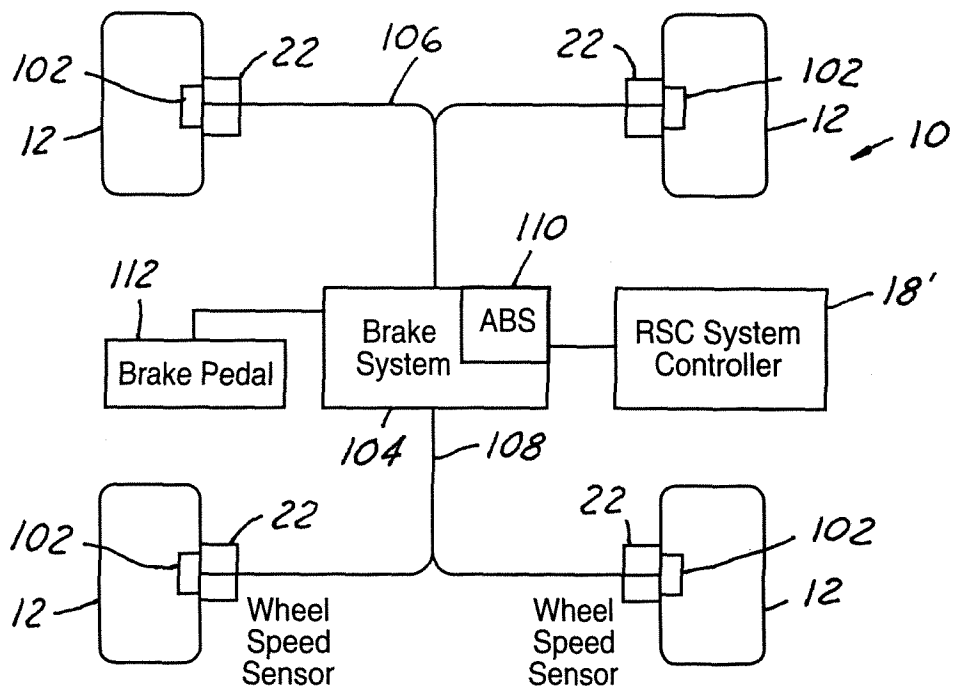 106
22
22
102
102
12
12
10
110
112
18'
ABS
Brake
System
RSC System
Controller
Brake Pedal
104
108
22
22
102
102
12
12
Wheel
Speed
Sensor
Wheel
Speed
Sensor